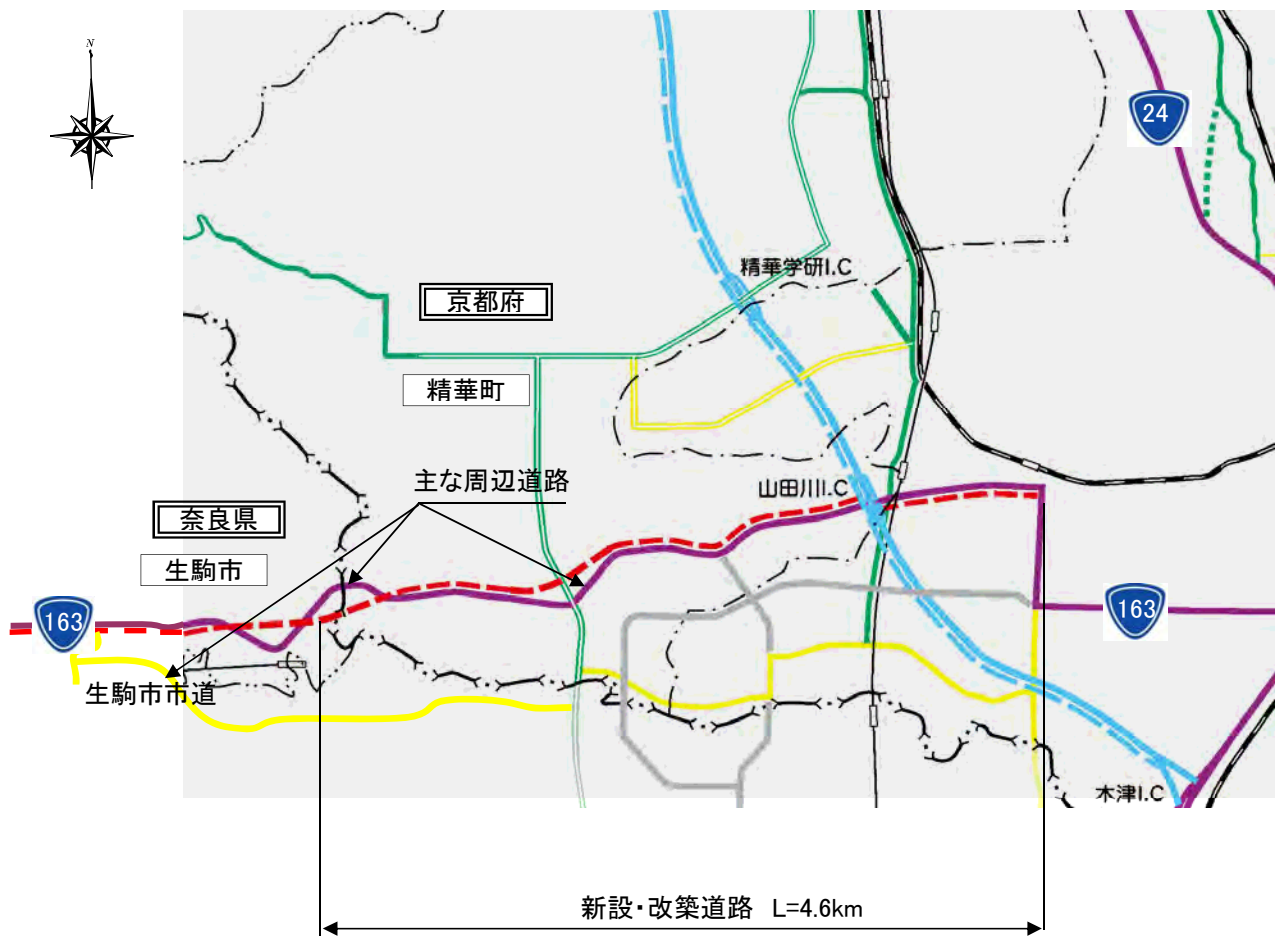 N
24
精華学研I.C
京都府
精華町
主な周辺道路
山田川I.C
奈良県
生駒市
163
163
生駒市市道
木津I.C
新設・改築道路 L=4.6km